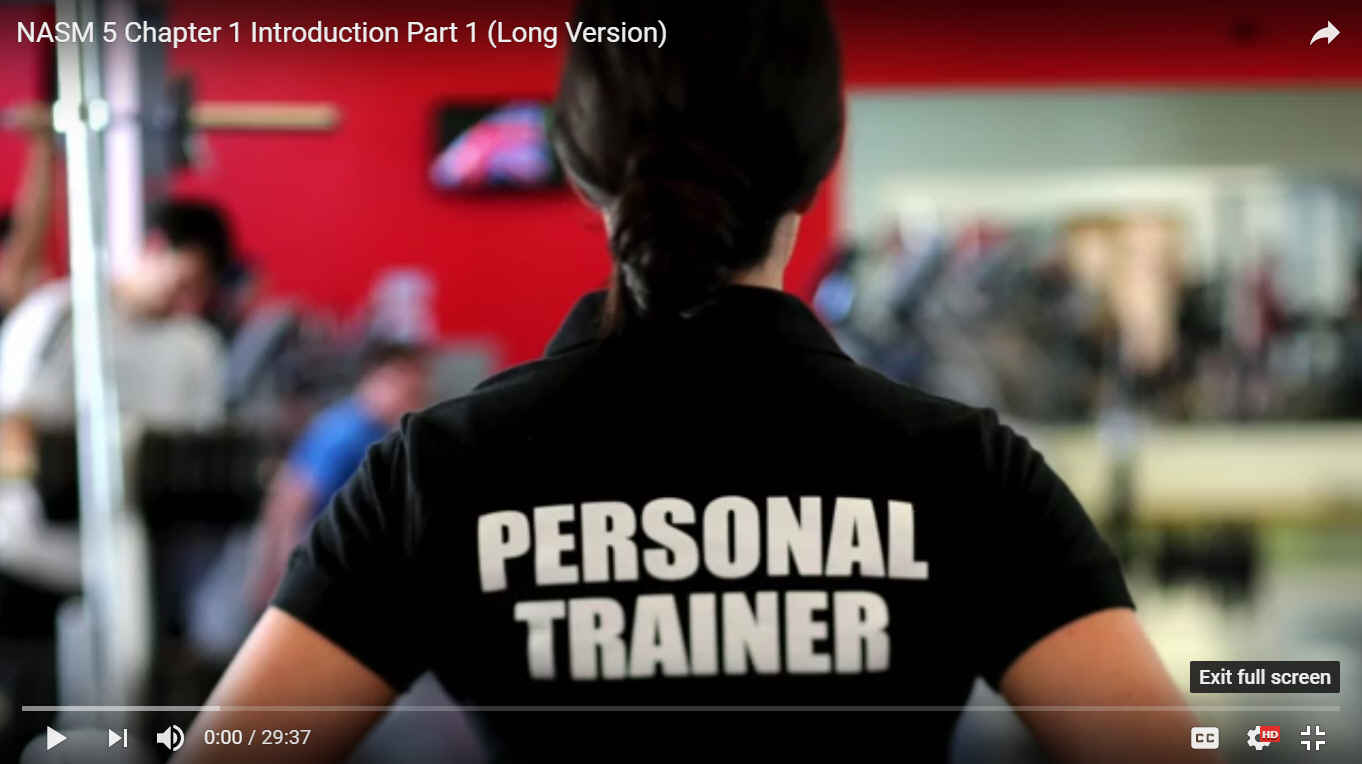 NASM 5 Chapter 1 Introduction Part 1 (Long Version)
PERSONAL
TRAINER
Exit full screen
0:00 / 29:37
CC
HD